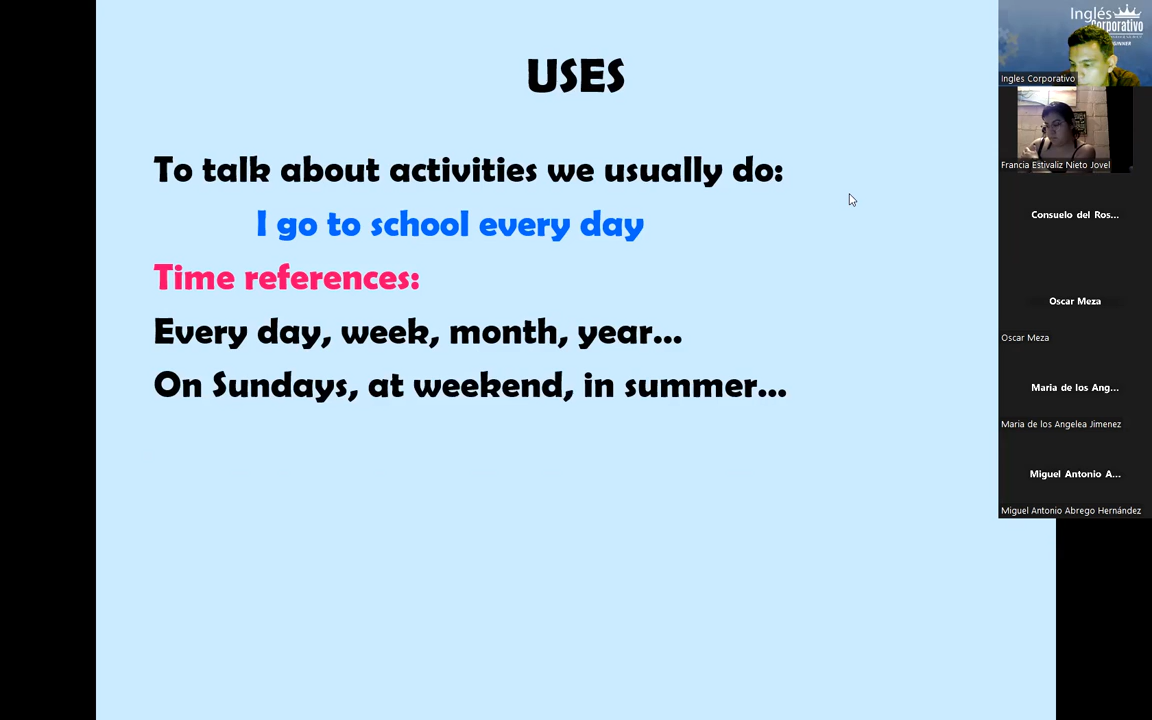 USES
To talk about activities we usually do:
I go to school every day
Time references:
Every day, week, month, year...
On Sundays, at weekend, in summer...
Inglés
Corporativo
Ingles Corporativo
Francia Estivaliz Nieto Jovel
Consuelo del Ros...
Oscar Meza
Oscar Meza
Maria de los Ang...
Maria de los Angelea Jimenez
Miguel Antonio A...
Miguel Antonio Abrego Hernández